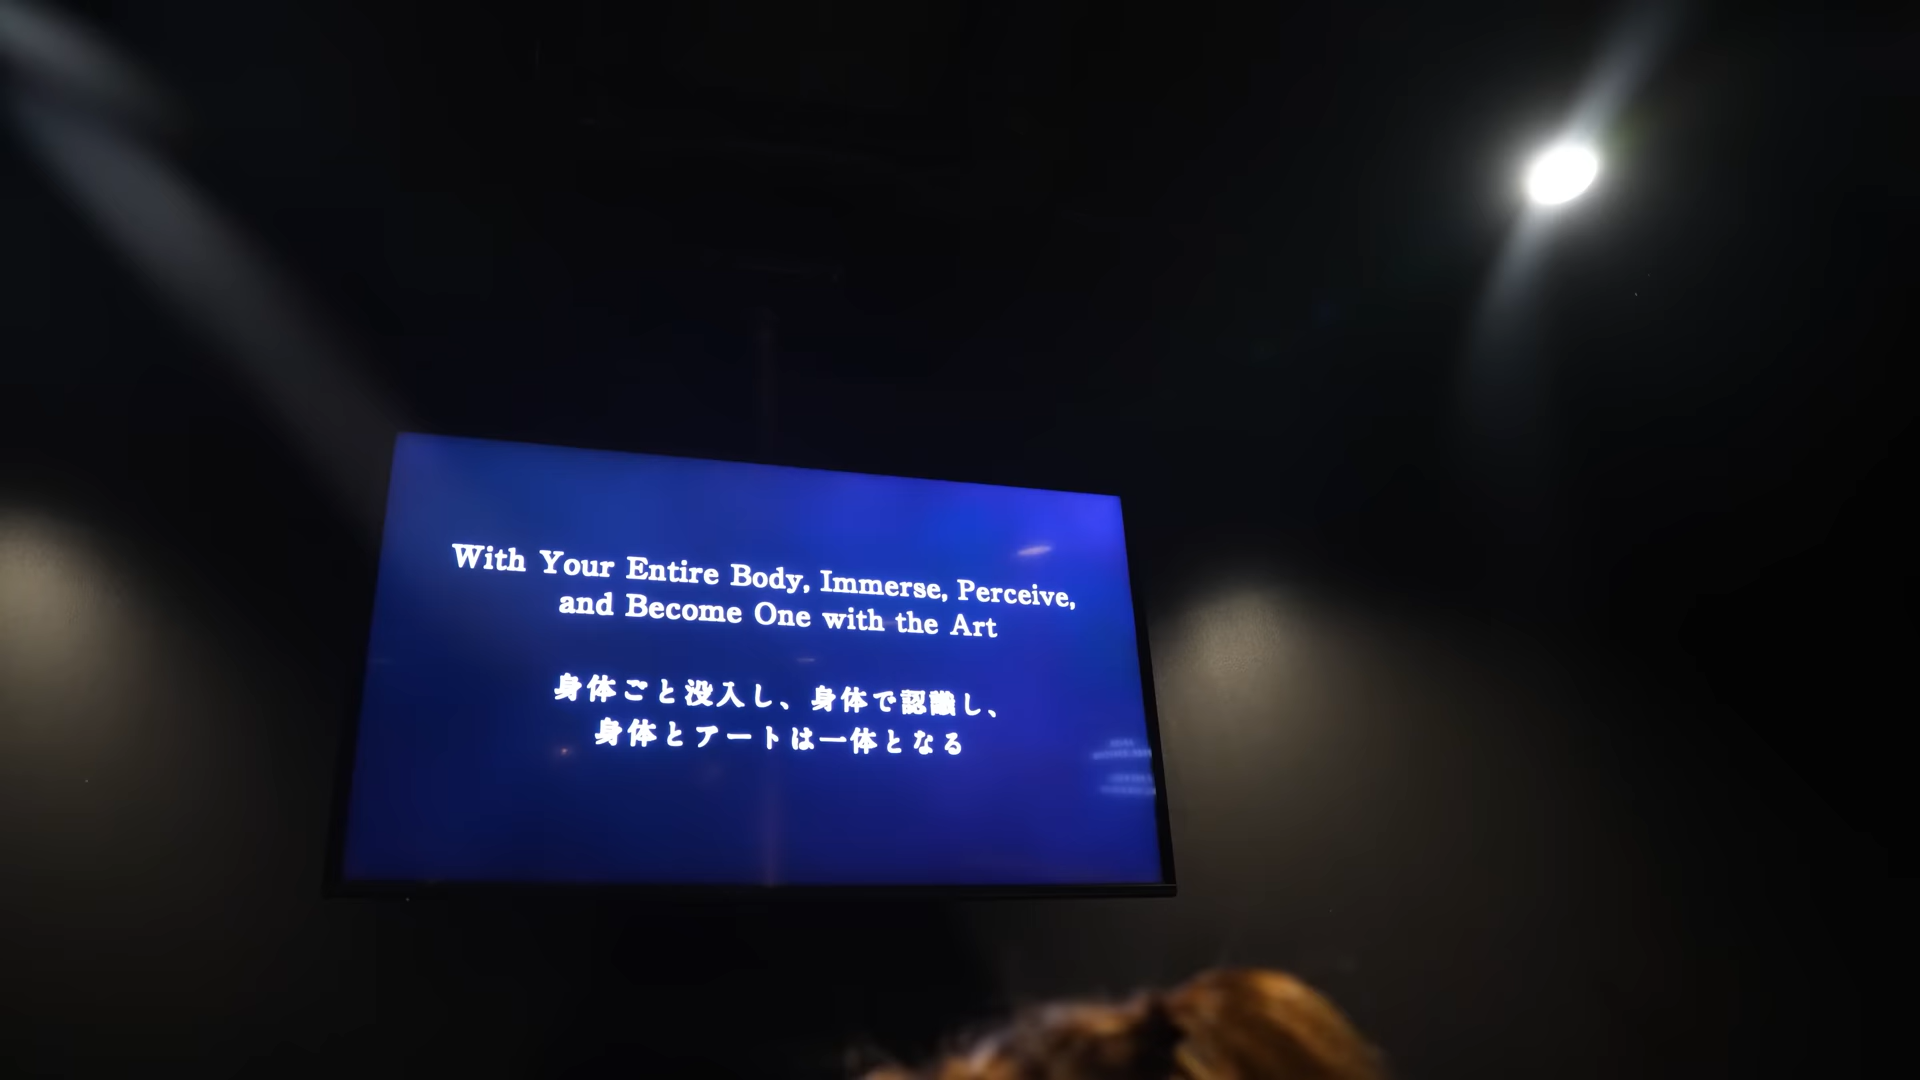 With Your Entire Body, Immerse, Perceive,
and Become One with the Art
身体ごと没入し、身体で認識し、
身体とアートは一体となる